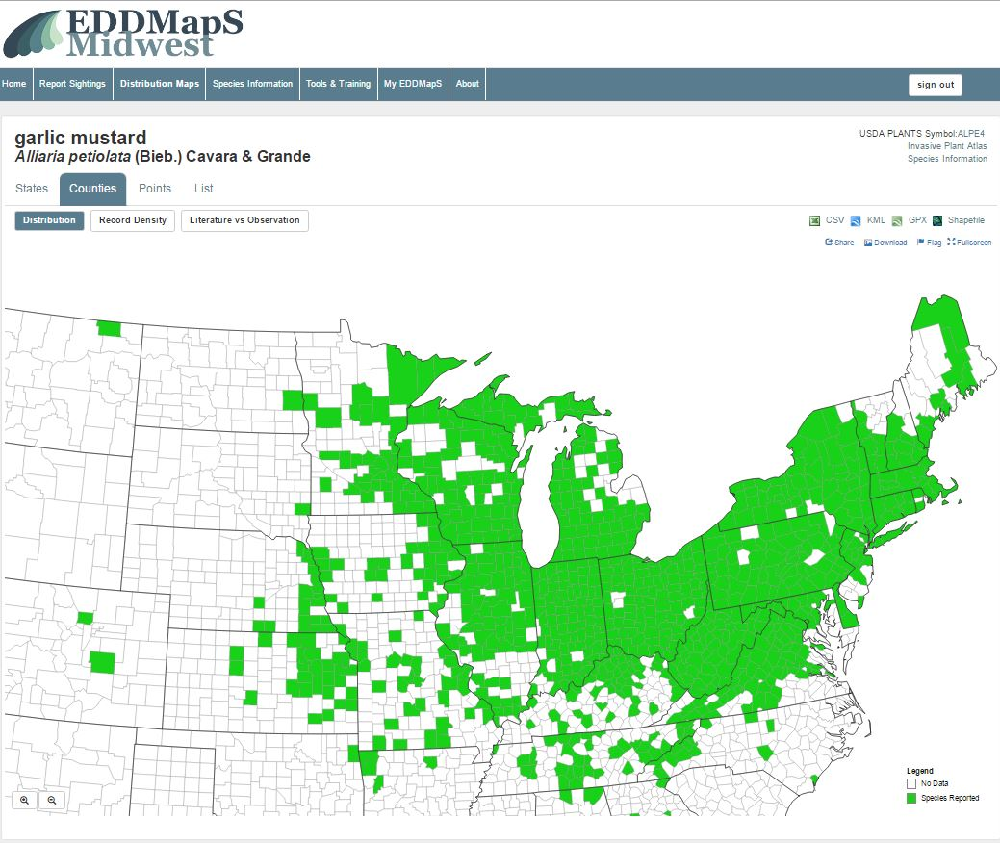 EDDMapS
Midwest
Home Report Sightings Distribution Maps Species Information Tools & Training My EDDMapS About sign out
garlic mustard
Alliaria petiolata (Bieb.) Cavara & Grande
USDA PLANTS Symbol:ALPE4
Invasive Plant Atlas
Species Information
States Counties Points List
Distribution Record Density Literature vs Observation
CSV KML GPX Shapefile
Share Download Flag Fullscreen
Legend
No Data
Species Reported